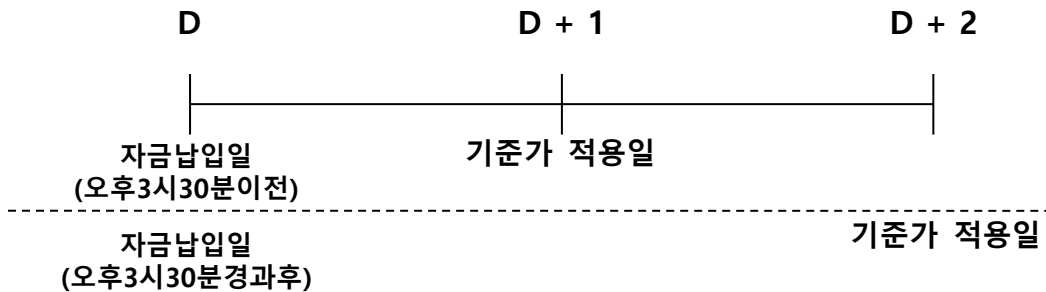 D D + 1 D + 2
자금납입일 기준가 적용일
(오후3시30분이전)
자금납입일 기준가 적용일
(오후3시30분경과후)